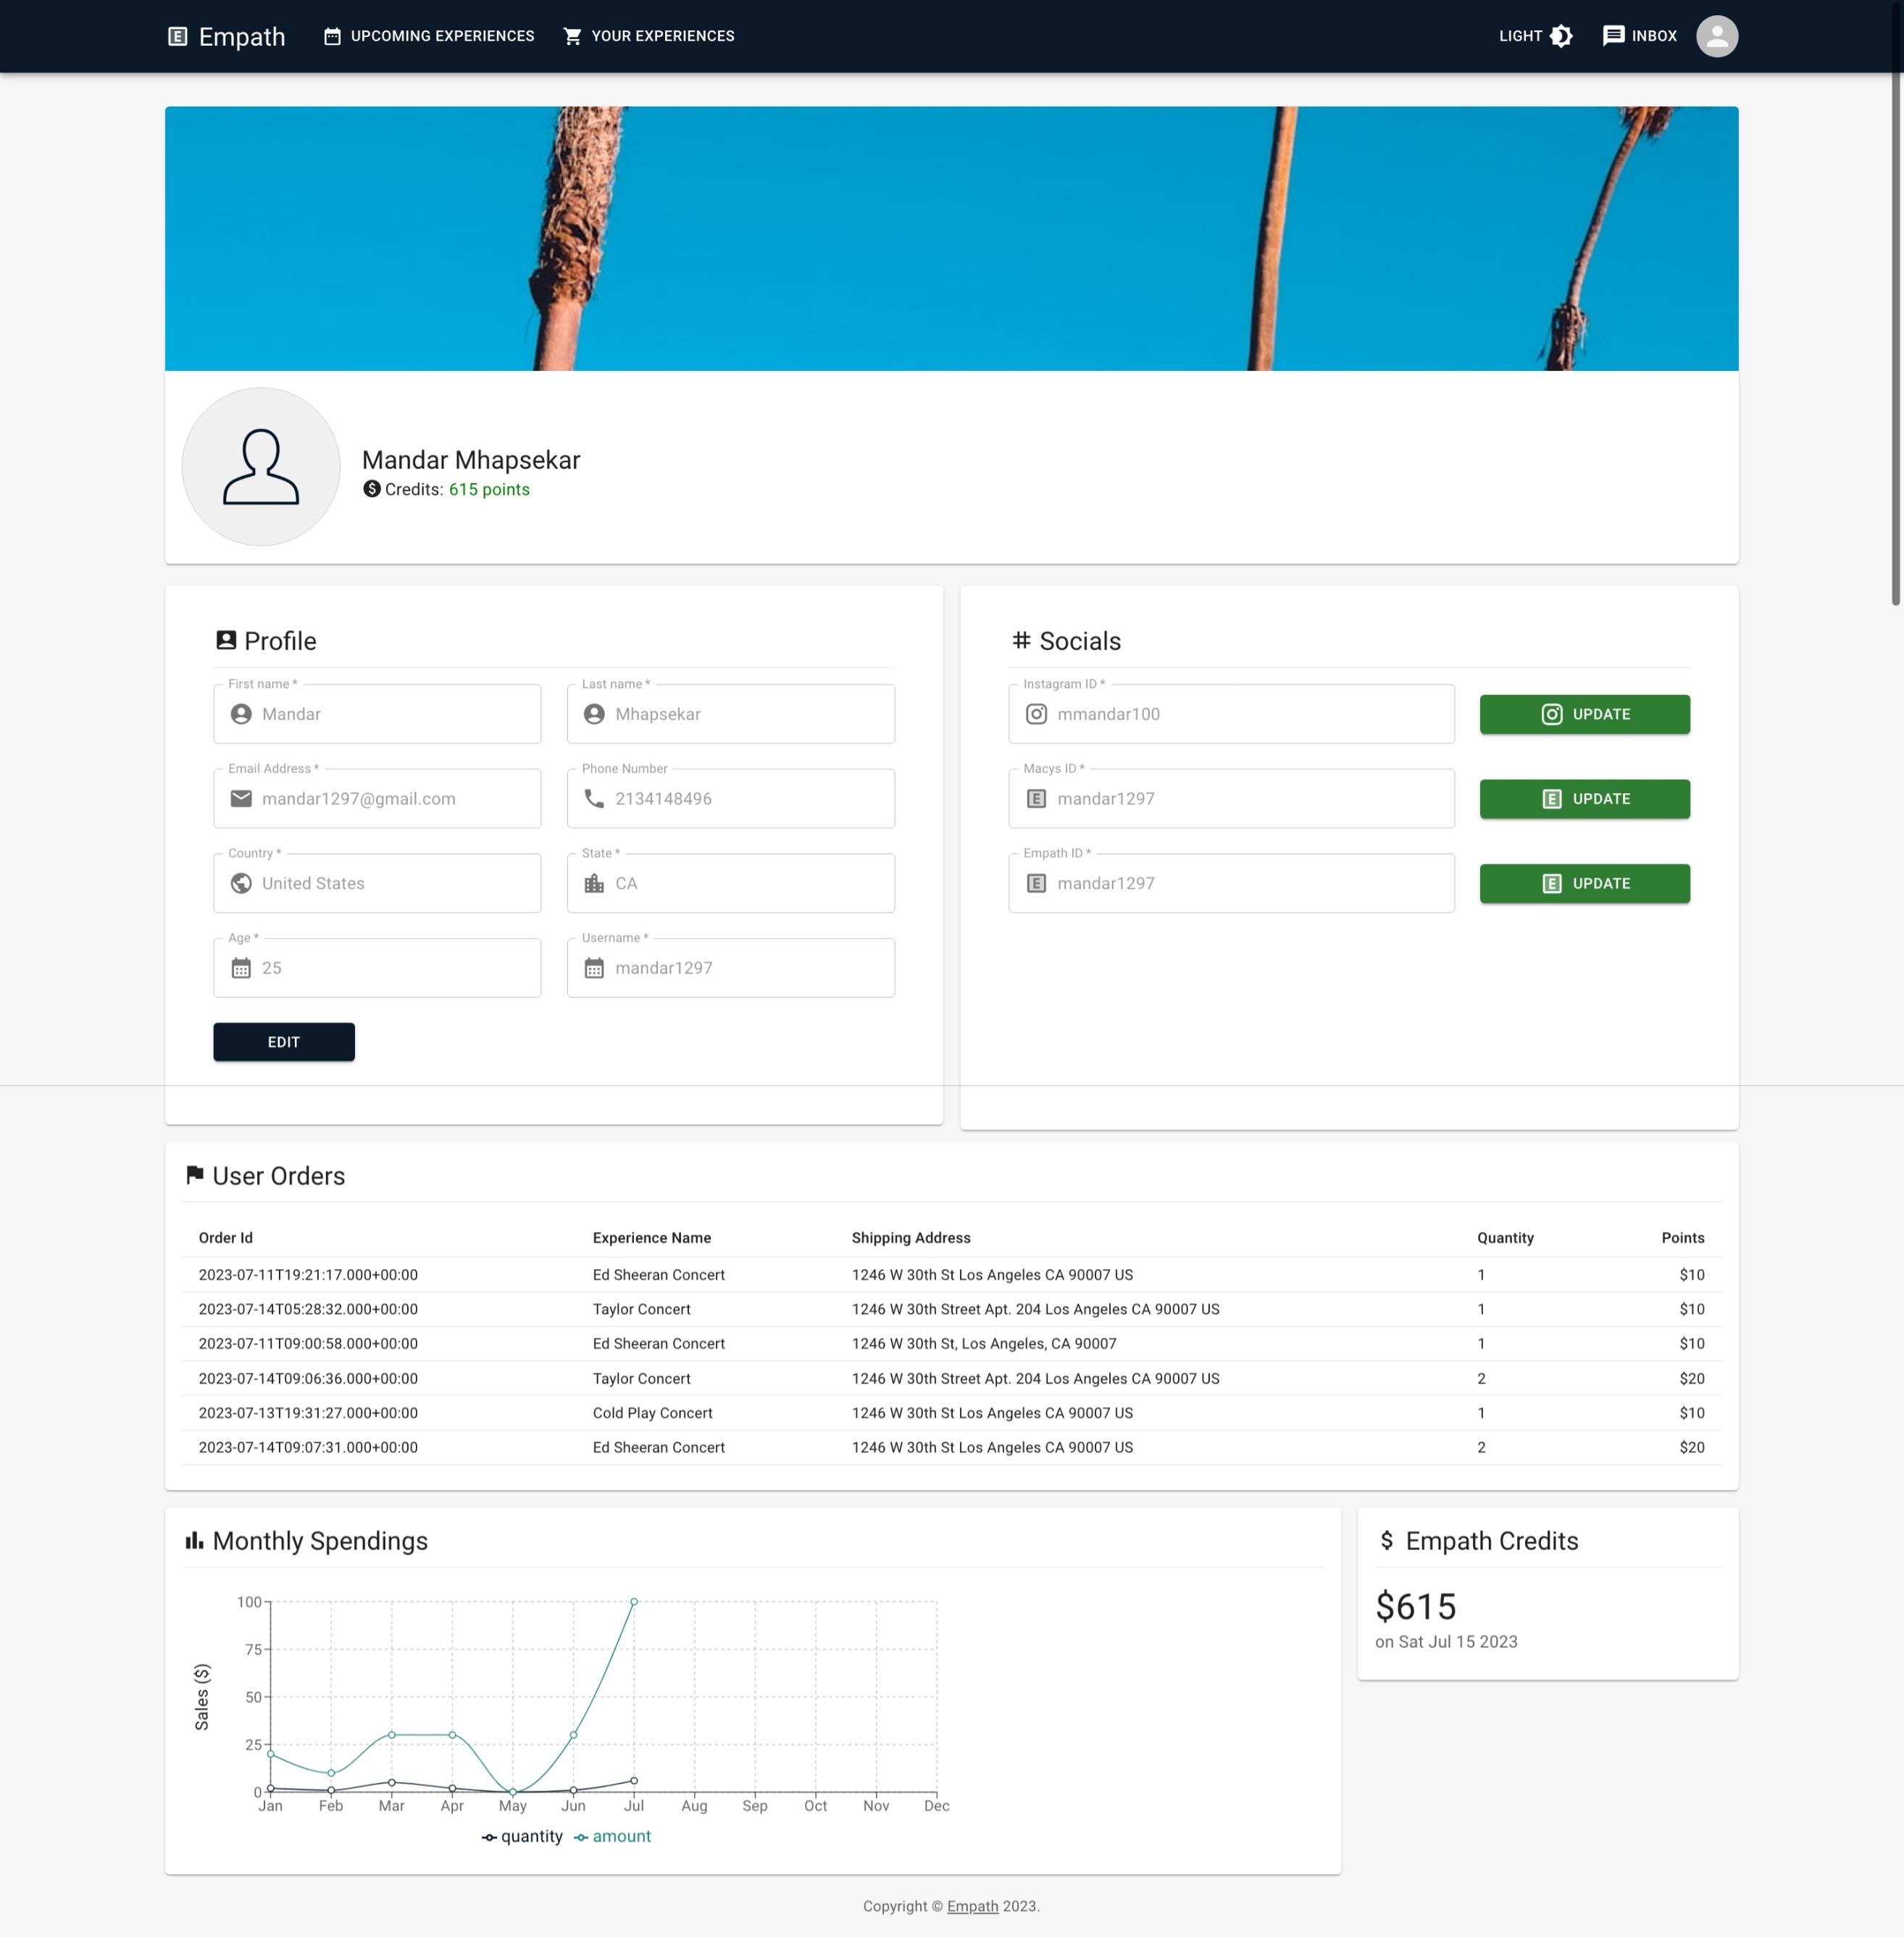 E Empath UPCOMING EXPERIENCES YOUR EXPERIENCES LIGHT INBOX
Mandar Mhapsekar
$ Credits: 615 points
Profile
First name * Last name *
Mandar Mhapsekar
Email Address * Phone Number
mandar1297@gmail.com 2134148496
Country * State *
United States CA
Age * Username *
25 mandar1297
EDIT
# Socials
Instagram ID *
mmandar100 UPDATE
Macys ID *
E mandar1297 E UPDATE
Empath ID *
E mandar1297 E UPDATE
User Orders
Order Id Experience Name Shipping Address Quantity Points
2023-07-11T19:21:17.000+00:00 Ed Sheeran Concert 1246 W 30th St Los Angeles CA 90007 US 1 $10
2023-07-14T05:28:32.000+00:00 Taylor Concert 1246 W 30th Street Apt. 204 Los Angeles CA 90007 US 1 $10
2023-07-11T09:00:58.000+00:00 Ed Sheeran Concert 1246 W 30th St, Los Angeles, CA 90007 1 $10
2023-07-14T09:06:36.000+00:00 Taylor Concert 1246 W 30th Street Apt. 204 Los Angeles CA 90007 US 2 $20
2023-07-13T19:31:27.000+00:00 Cold Play Concert 1246 W 30th St Los Angeles CA 90007 US 1 $10
2023-07-14T09:07:31.000+00:00 Ed Sheeran Concert 1246 W 30th St Los Angeles CA 90007 US 2 $20
Monthly Spendings
Sales ($)
100
75
50
25
0
Jan Feb Mar Apr May Jun Jul Aug Sep Oct Nov Dec
quantity amount
$ Empath Credits
$615
on Sat Jul 15 2023
Copyright © Empath 2023.